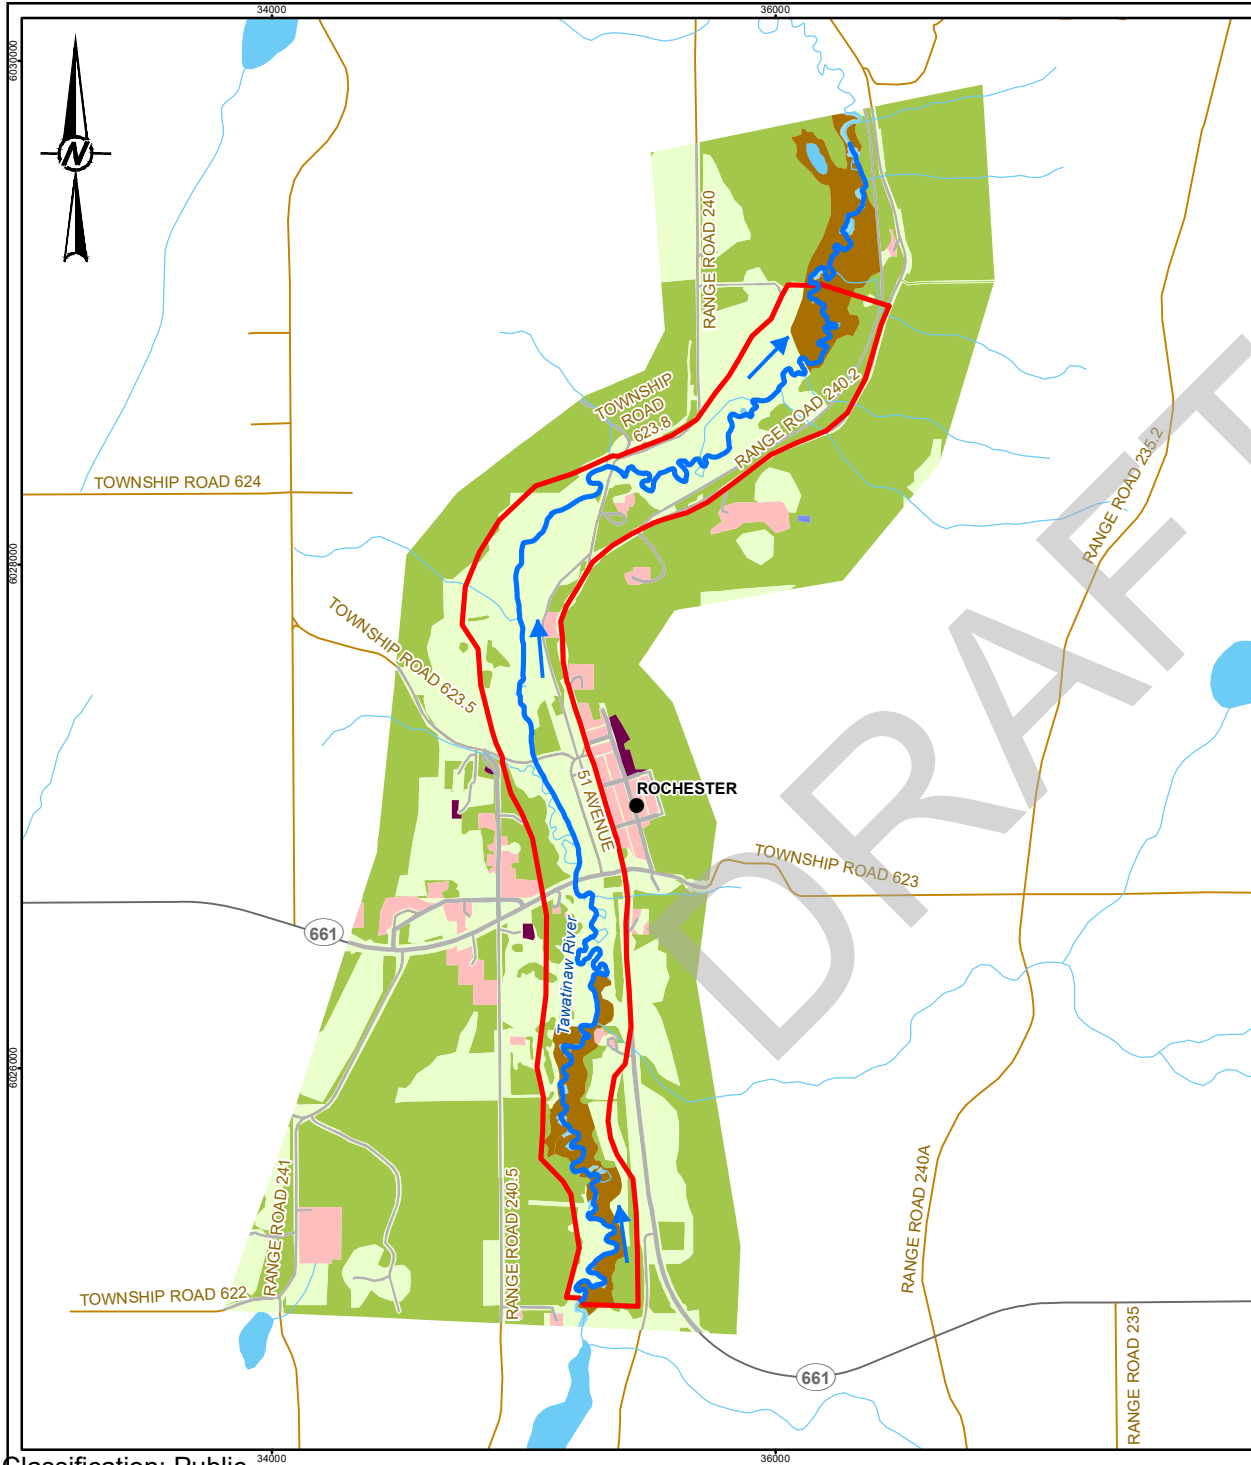 34000
36000
6030000
N
RANGE ROAD 240
TOWNSHIP
ROAD
623.8
RANGE ROAD 240.2
TOWNSHIP ROAD 624
RANGE ROAD 235.2
6028000
TOWNSHIP ROAD 623.5
DRAFT
51 AVENUE
ROCHESTER
TOWNSHIP ROAD 623
661
Tawatinaw River
6026000
RANGE ROAD 241
RANGE ROAD 240.5
RANGE ROAD 240A
TOWNSHIP ROAD 622
RANGE ROAD 235
661
34000
36000
Classification: Public